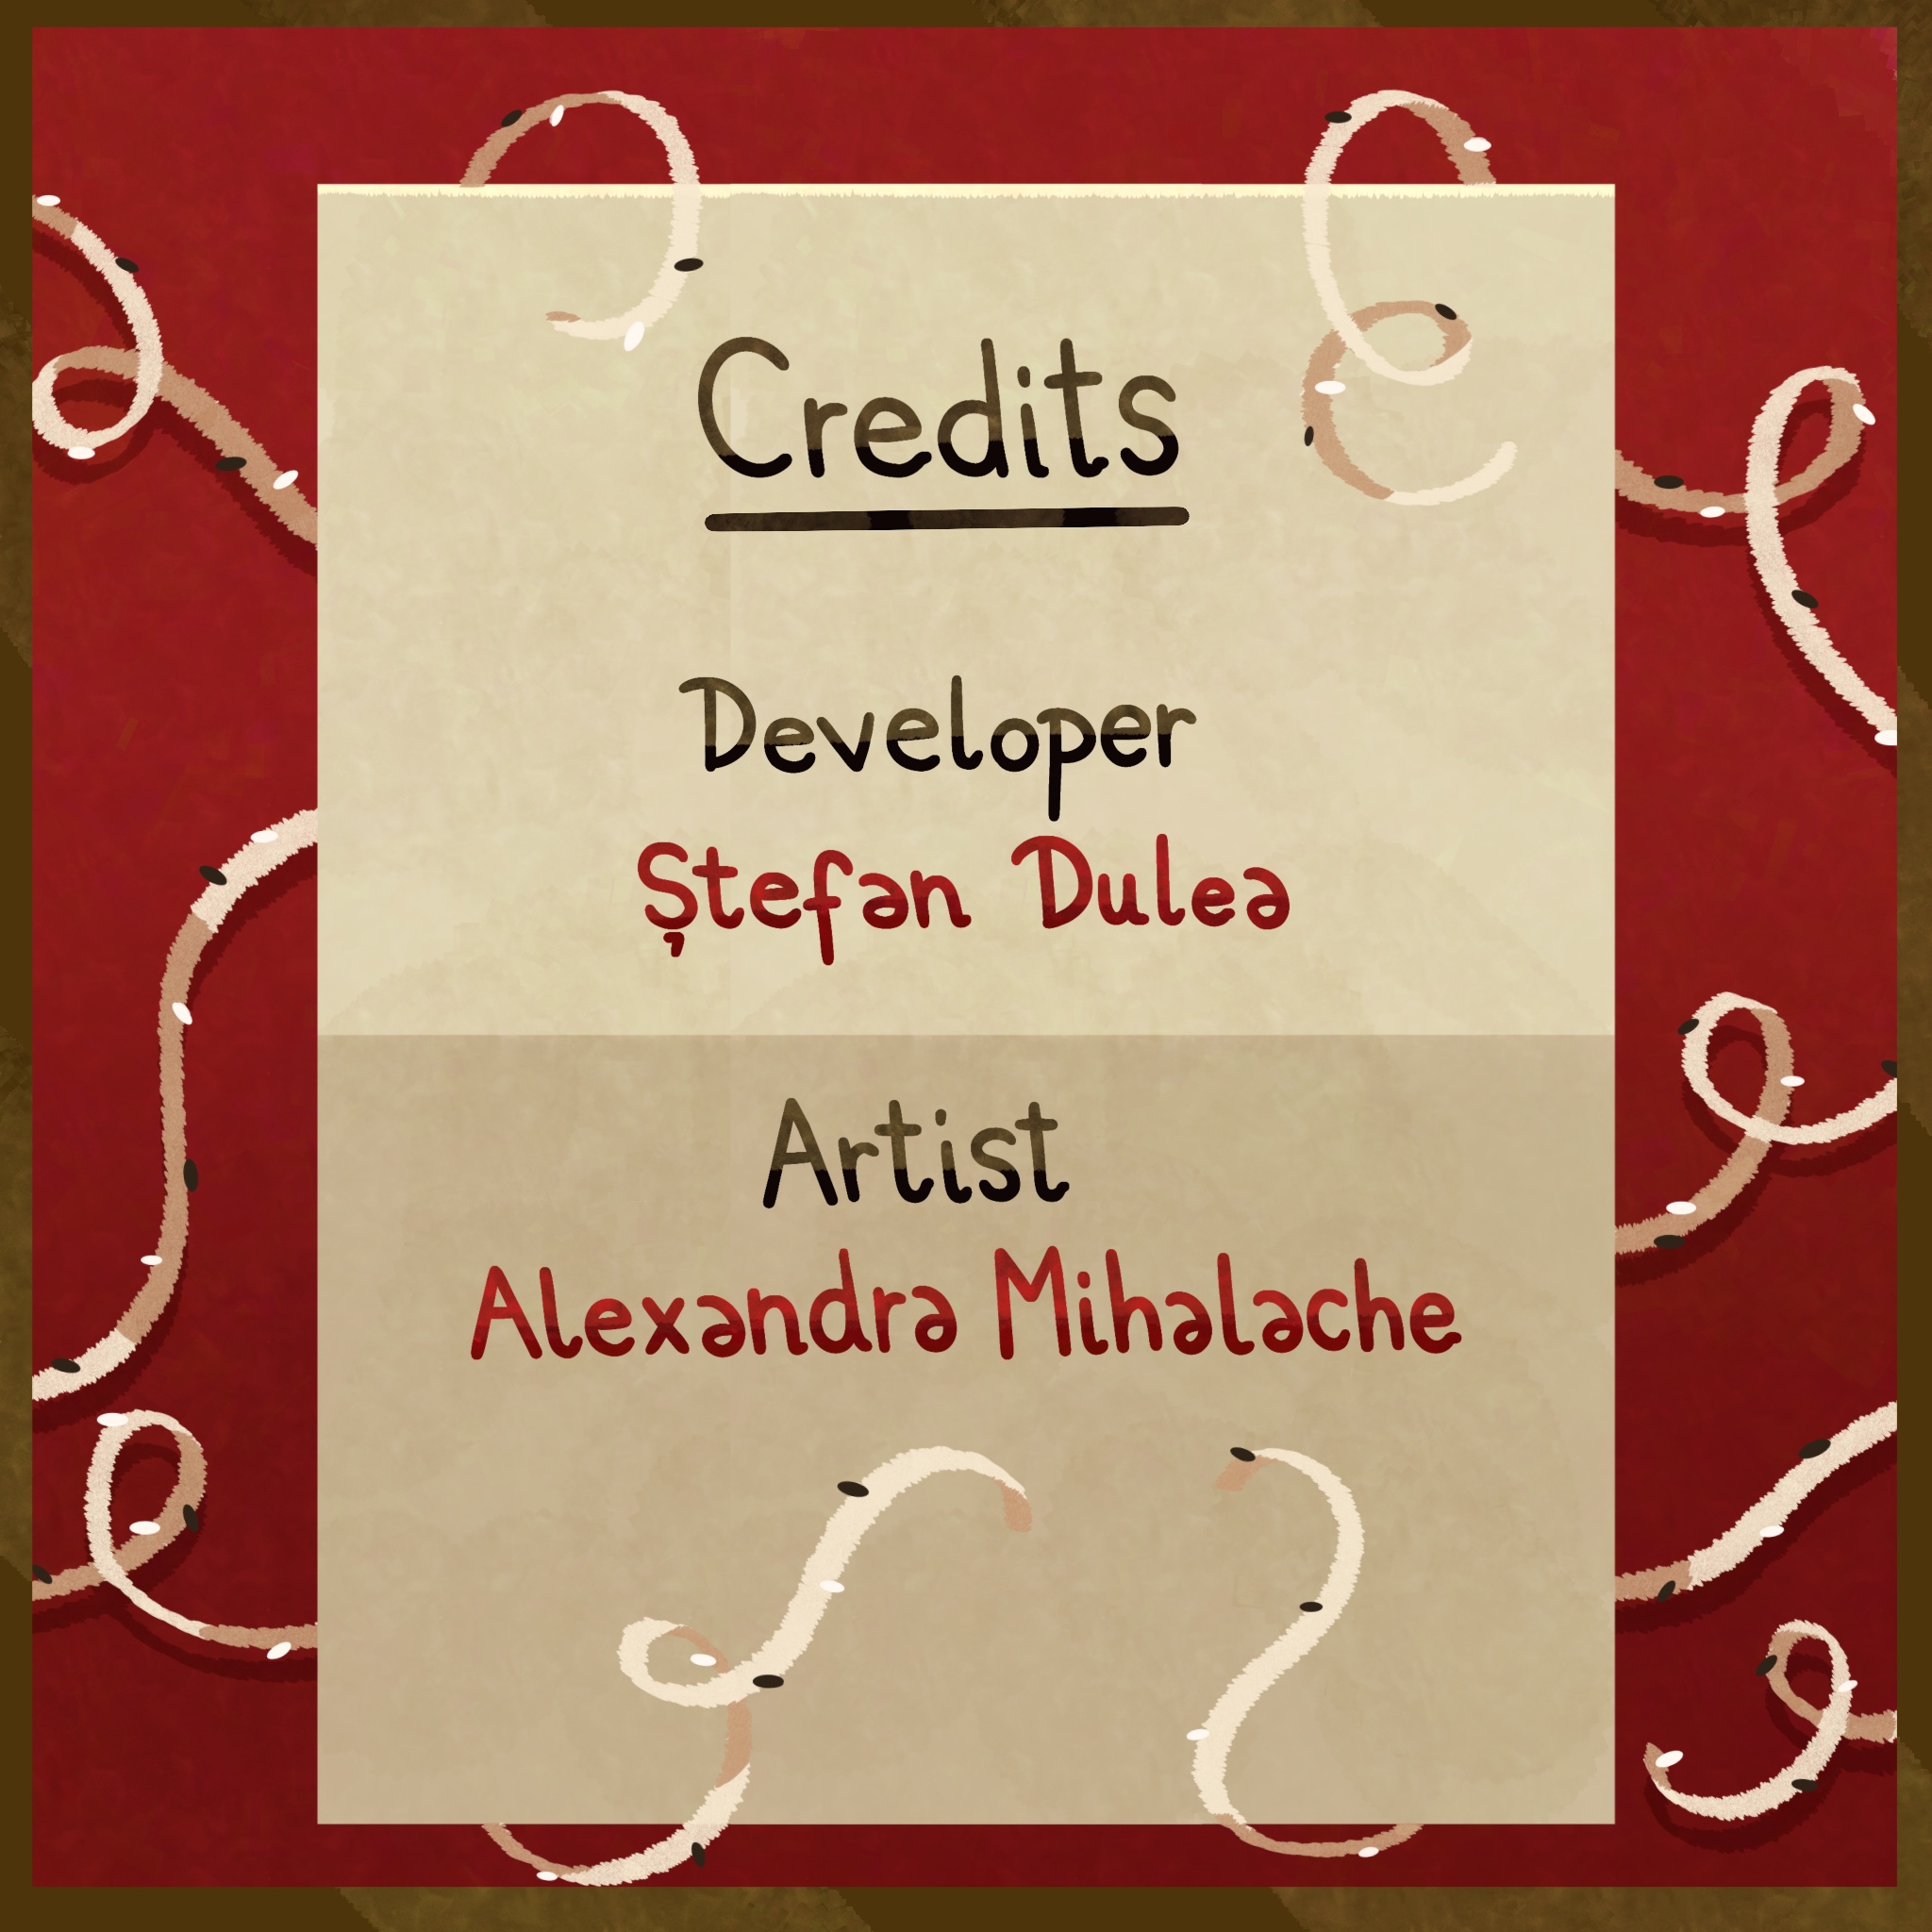 Credits
Developer
Ștefan Dulea
Artist
Alexandra Mihalache